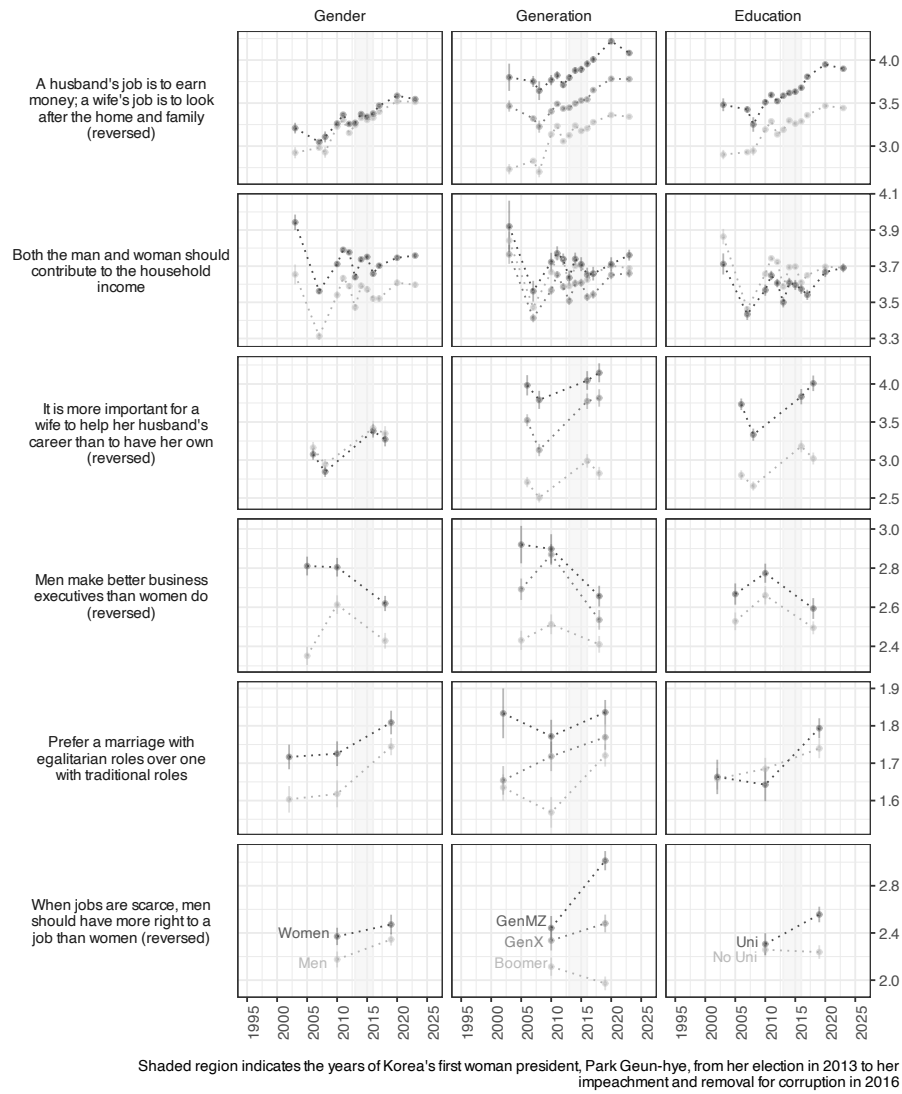 Gender Generation Education
A husband's job is to earn
money; a wife's job is to look
after the home and family
(reversed)
4.0
3.5
3.0
Both the man and woman should
contribute to the household
income
4.1
3.9
3.7
3.5
3.3
It is more important for a
wife to help her husband's
career than to have her own
(reversed)
4.0
3.5
3.0
2.5
Men make better business
executives than women do
(reversed)
3.0
2.8
2.6
2.4
Prefer a marriage with
egalitarian roles over one
with traditional roles
1.9
1.8
1.7
1.6
When jobs are scarce, men
should have more right to a
job than women (reversed)
Women
Men
GenMZ
GenX
Boomer
Uni
No Uni
2.8
2.4
2.0
1995 2000 2005 2010 2015 2020 2025 1995 2000 2005 2010 2015 2020 2025 1995 2000 2005 2010 2015 2020 2025
Shaded region indicates the years of Korea's first woman president, Park Geun-hye, from her election in 2013 to her
impeachment and removal for corruption in 2016